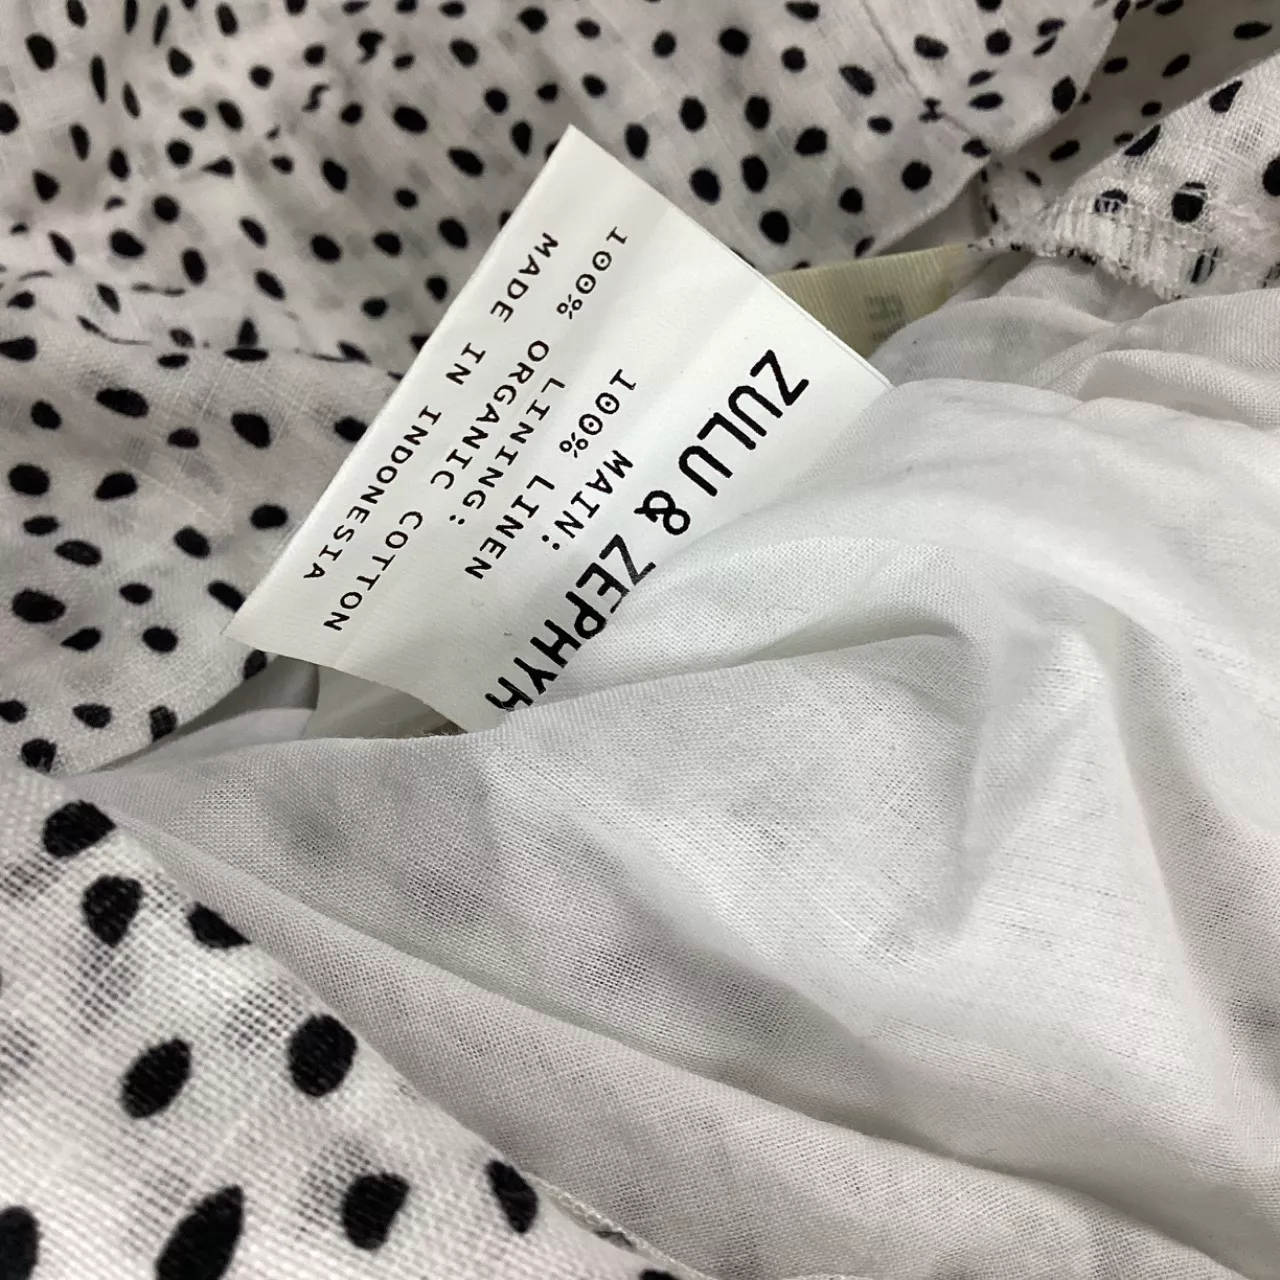 ZULU & ZEPHYR
MAIN:
100% LINEN
LINING:
100% ORGANIC COTTON
MADE IN INDONESIA